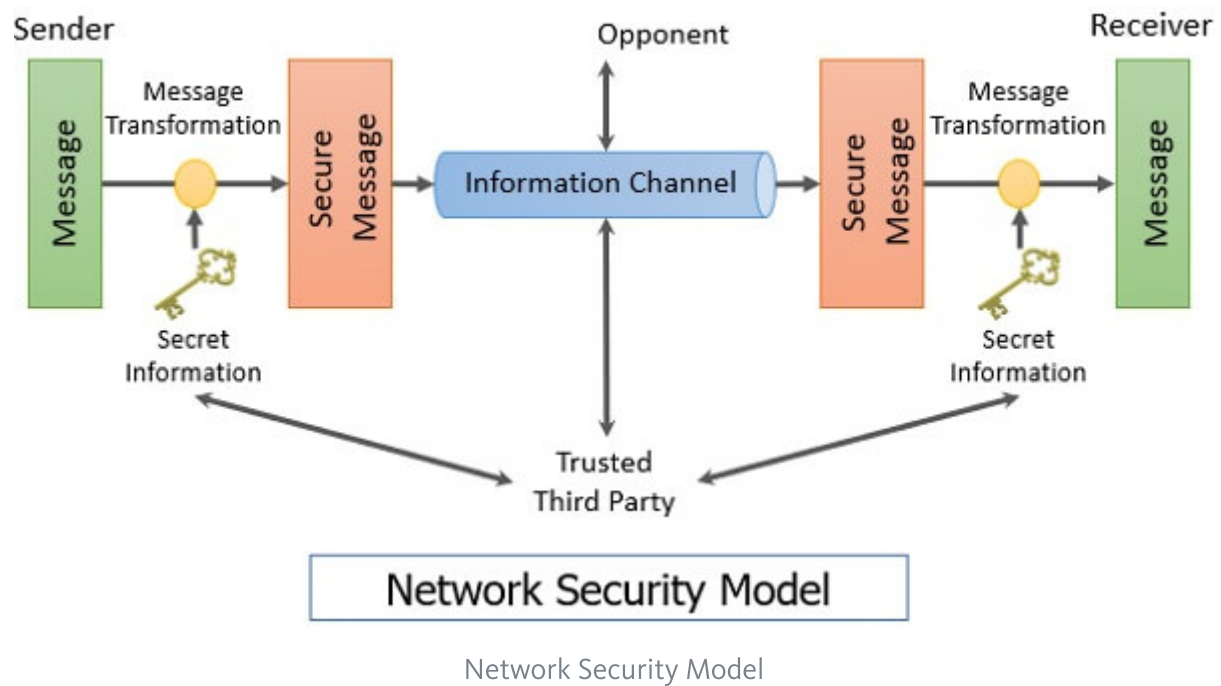 Sender
Opponent
Receiver
Message
Message
Transformation
Secure
Message
Information Channel
Secure
Message
Message
Transformation
Message
Secret
Information
Secret
Information
Trusted
Third Party
Network Security Model
Network Security Model